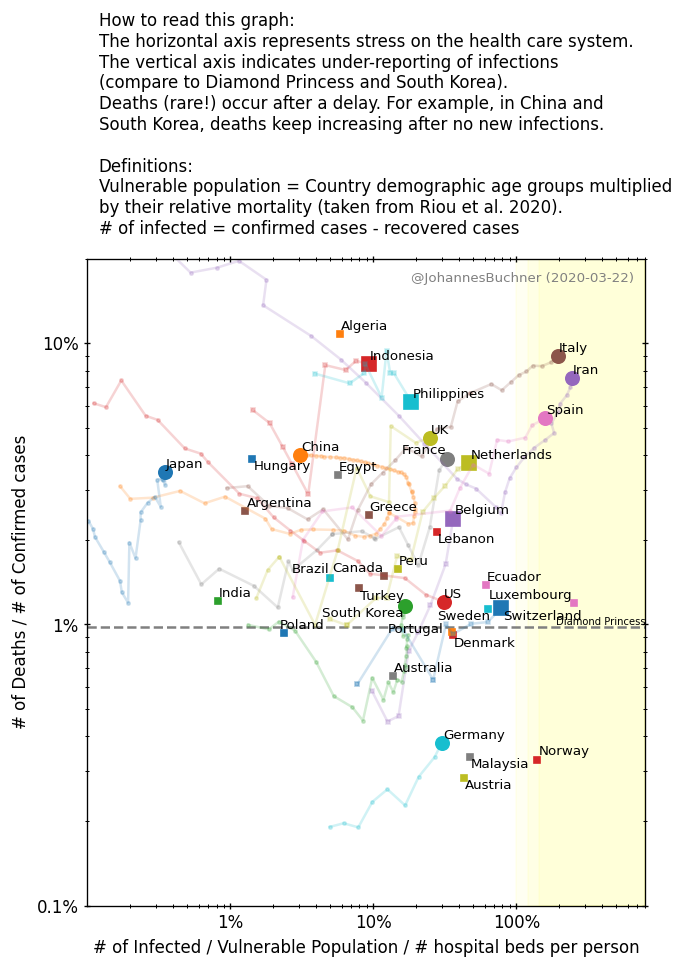 How to read this graph:
The horizontal axis represents stress on the health care system.
The vertical axis indicates under-reporting of infections
(compare to Diamond Princess and South Korea).
Deaths (rare!) occur after a delay. For example, in China and
South Korea, deaths keep increasing after no new infections.
Definitions:
Vulnerable population = Country demographic age groups multiplied
by their relative mortality (taken from Riou et al. 2020).
# of infected = confirmed cases - recovered cases
@JohannesBuchner (2020-03-22)
Algeria
10%
Italy
Indonesia
Iran
Philippines
Spain
UK
China
France
Netherlands
Japan
Hungary
Egypt
Argentina
Greece
Belgium
Lebanon
Brazil
Canada
Peru
Ecuador
India
Turkey
US
Luxembourg
South Korea
Sweden
Switzerland
Diamond Princess
1%
Poland
Portugal
Denmark
Australia
Germany
Norway
Malaysia
Austria
0.1%
1%
10%
100%
# of Deaths / # of Confirmed cases
# of Infected / Vulnerable Population / # hospital beds per person